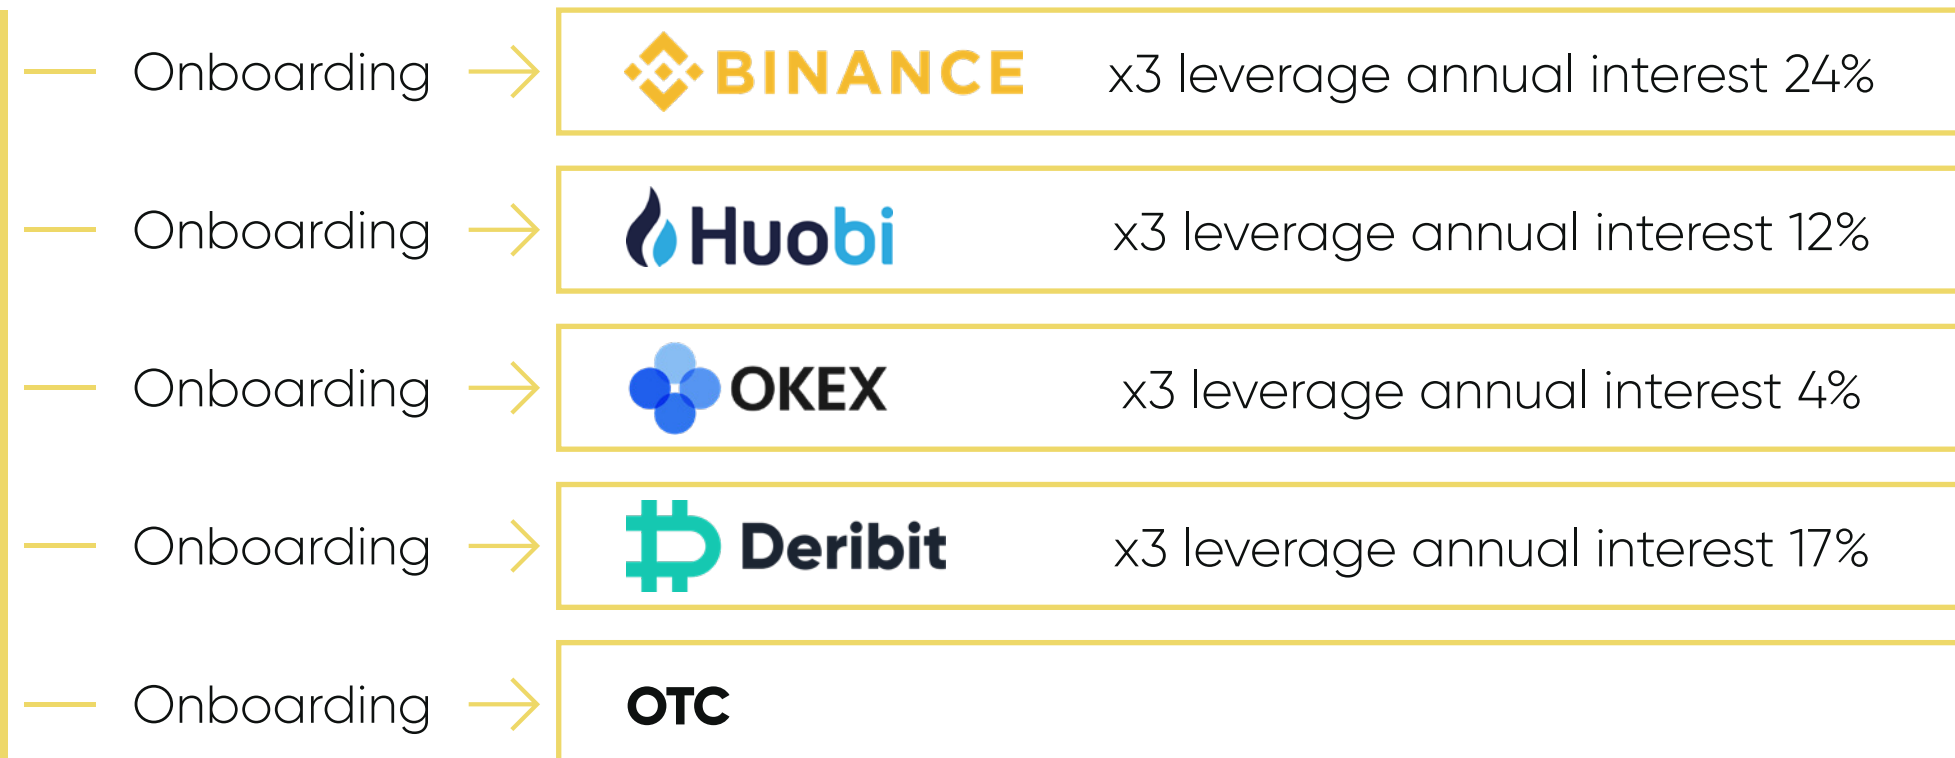 Onboarding BINANCE x3 leverage annual interest 24%
Onboarding Huobi x3 leverage annual interest 12%
Onboarding OKEX x3 leverage annual interest 4%
Onboarding Deribit x3 leverage annual interest 17%
Onboarding OTC